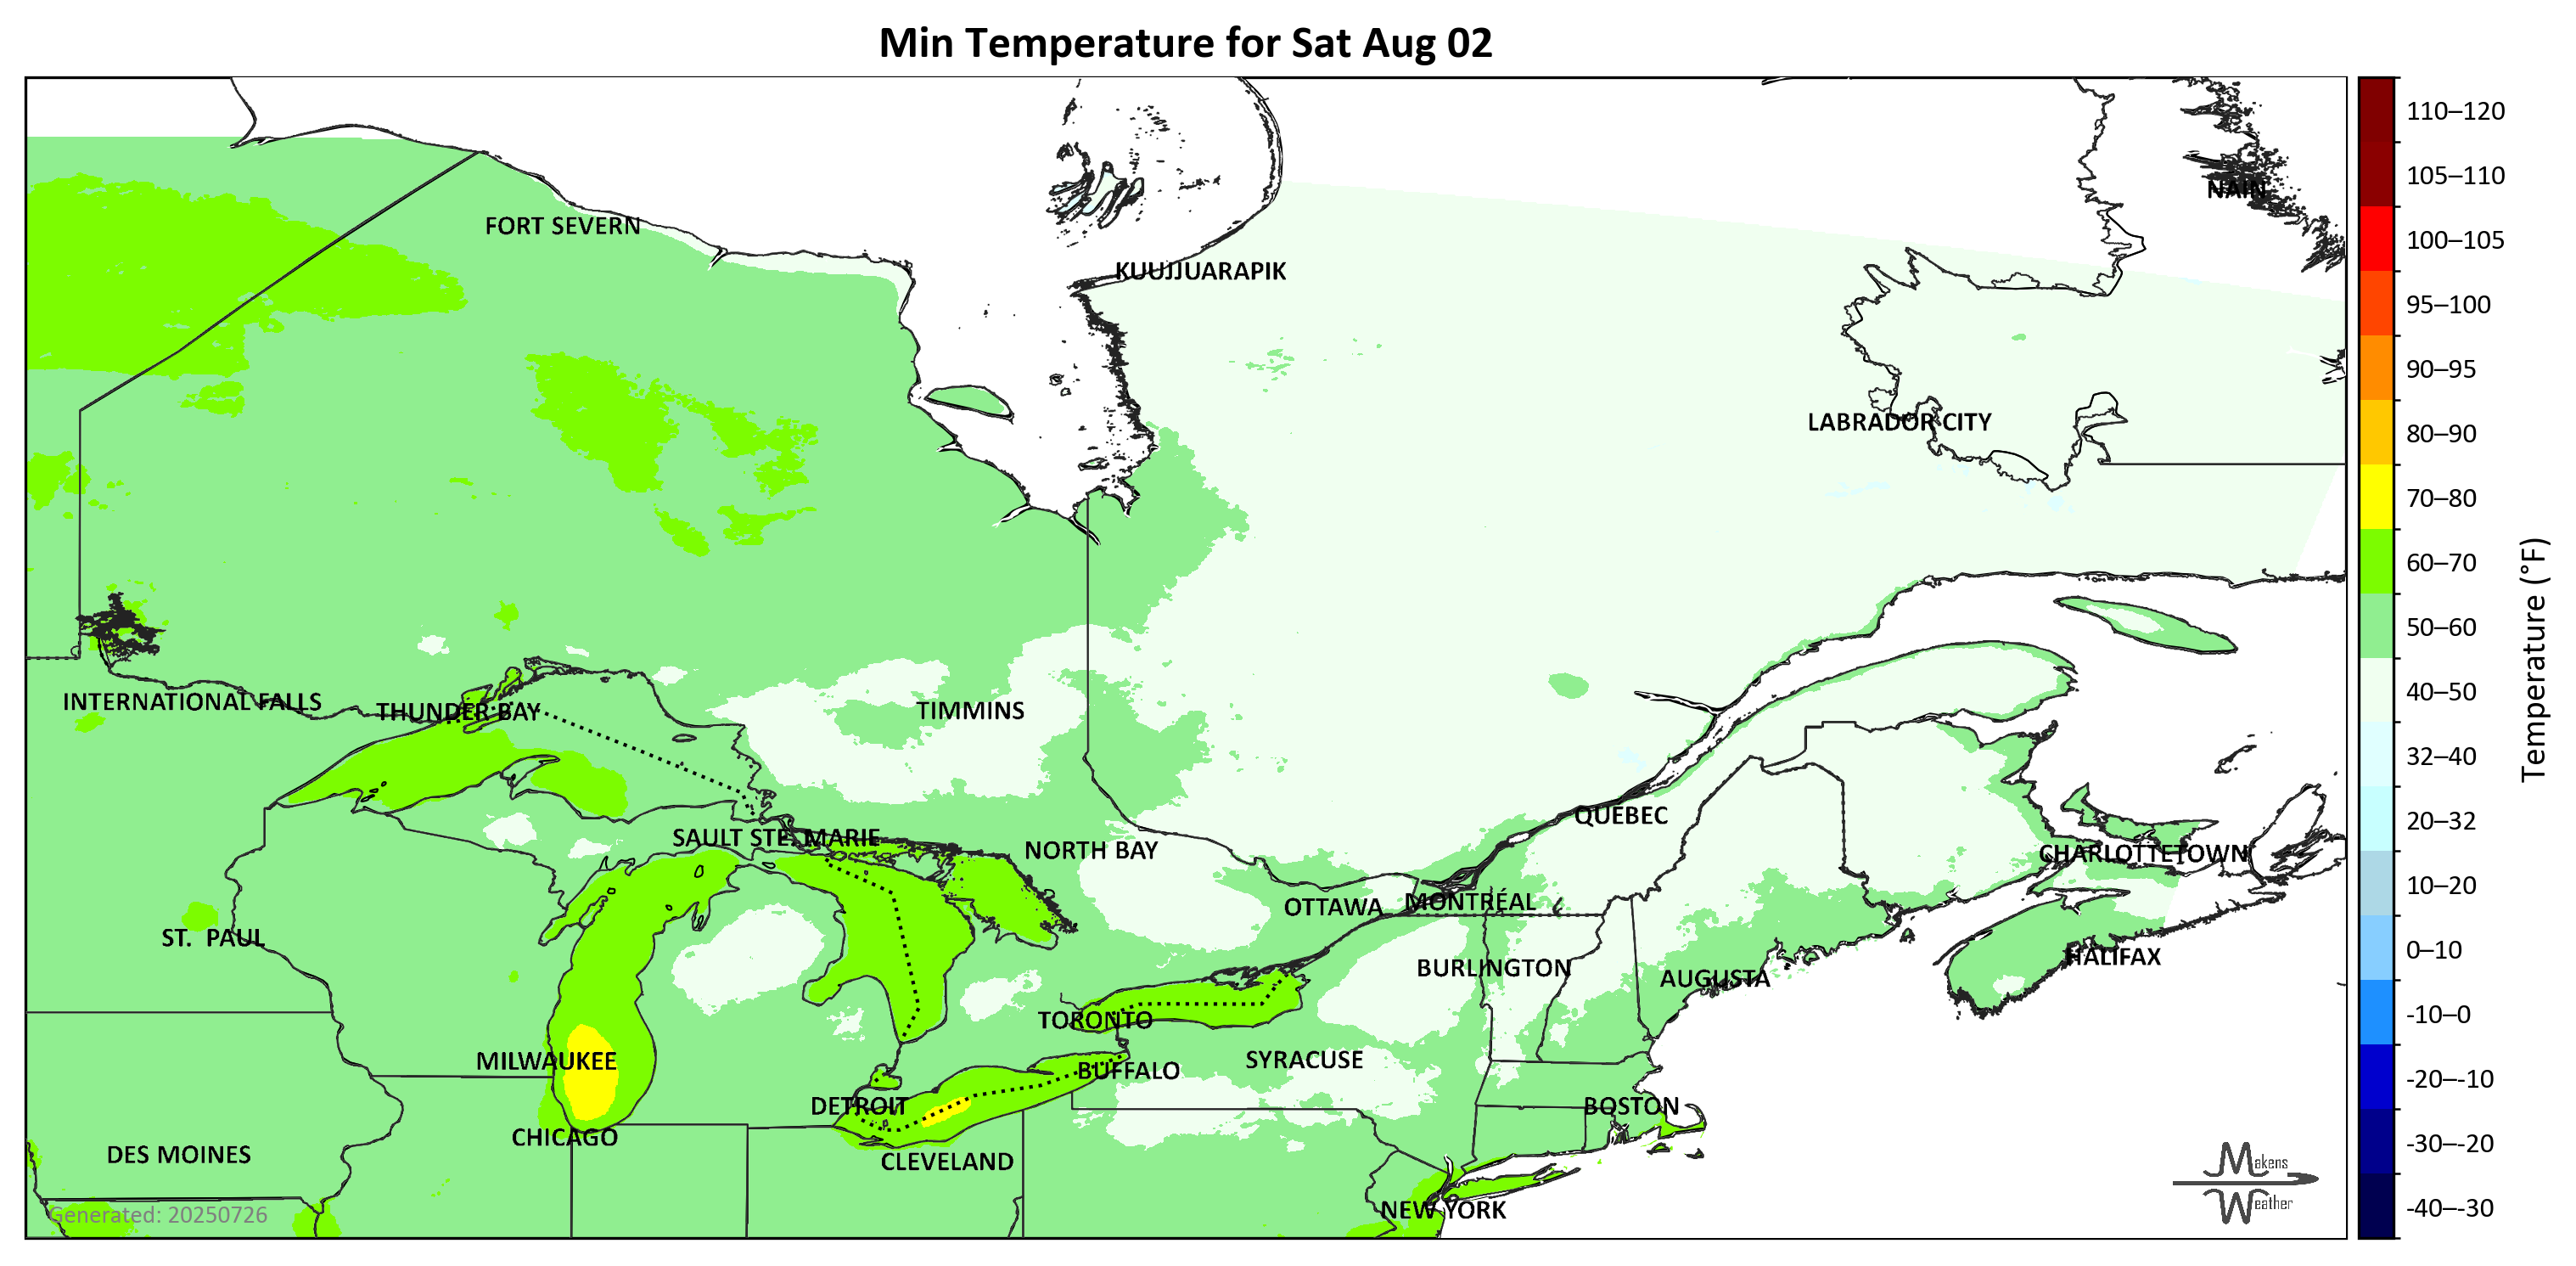 Min Temperature for Sat Aug 02
FORT SEVERN
NAIN
KUUJJUARAPIK
LABRADOR CITY
INTERNATIONAL FALLS
THUNDER BAY
TIMMINS
QUÉBEC
SAULT STE. MARIE
NORTH BAY
CHARLOTTETOWN
OTTAWA
MONTRÉAL
ST. PAUL
HALIFAX
BURLINGTON
AUGUSTA
TORONTO
MILWAUKEE
SYRACUSE
BUFFALO
DETROIT
BOSTON
CHICAGO
DES MOINES
CLEVELAND
NEW YORK
Generated: 20250726
Makens
Weather
110–120
105–110
100–105
95–100
90–95
80–90
70–80
60–70
50–60
40–50
32–40
20–32
10–20
0–10
-10–0
-20–-10
-30–-20
-40–-30
Temperature (°F)